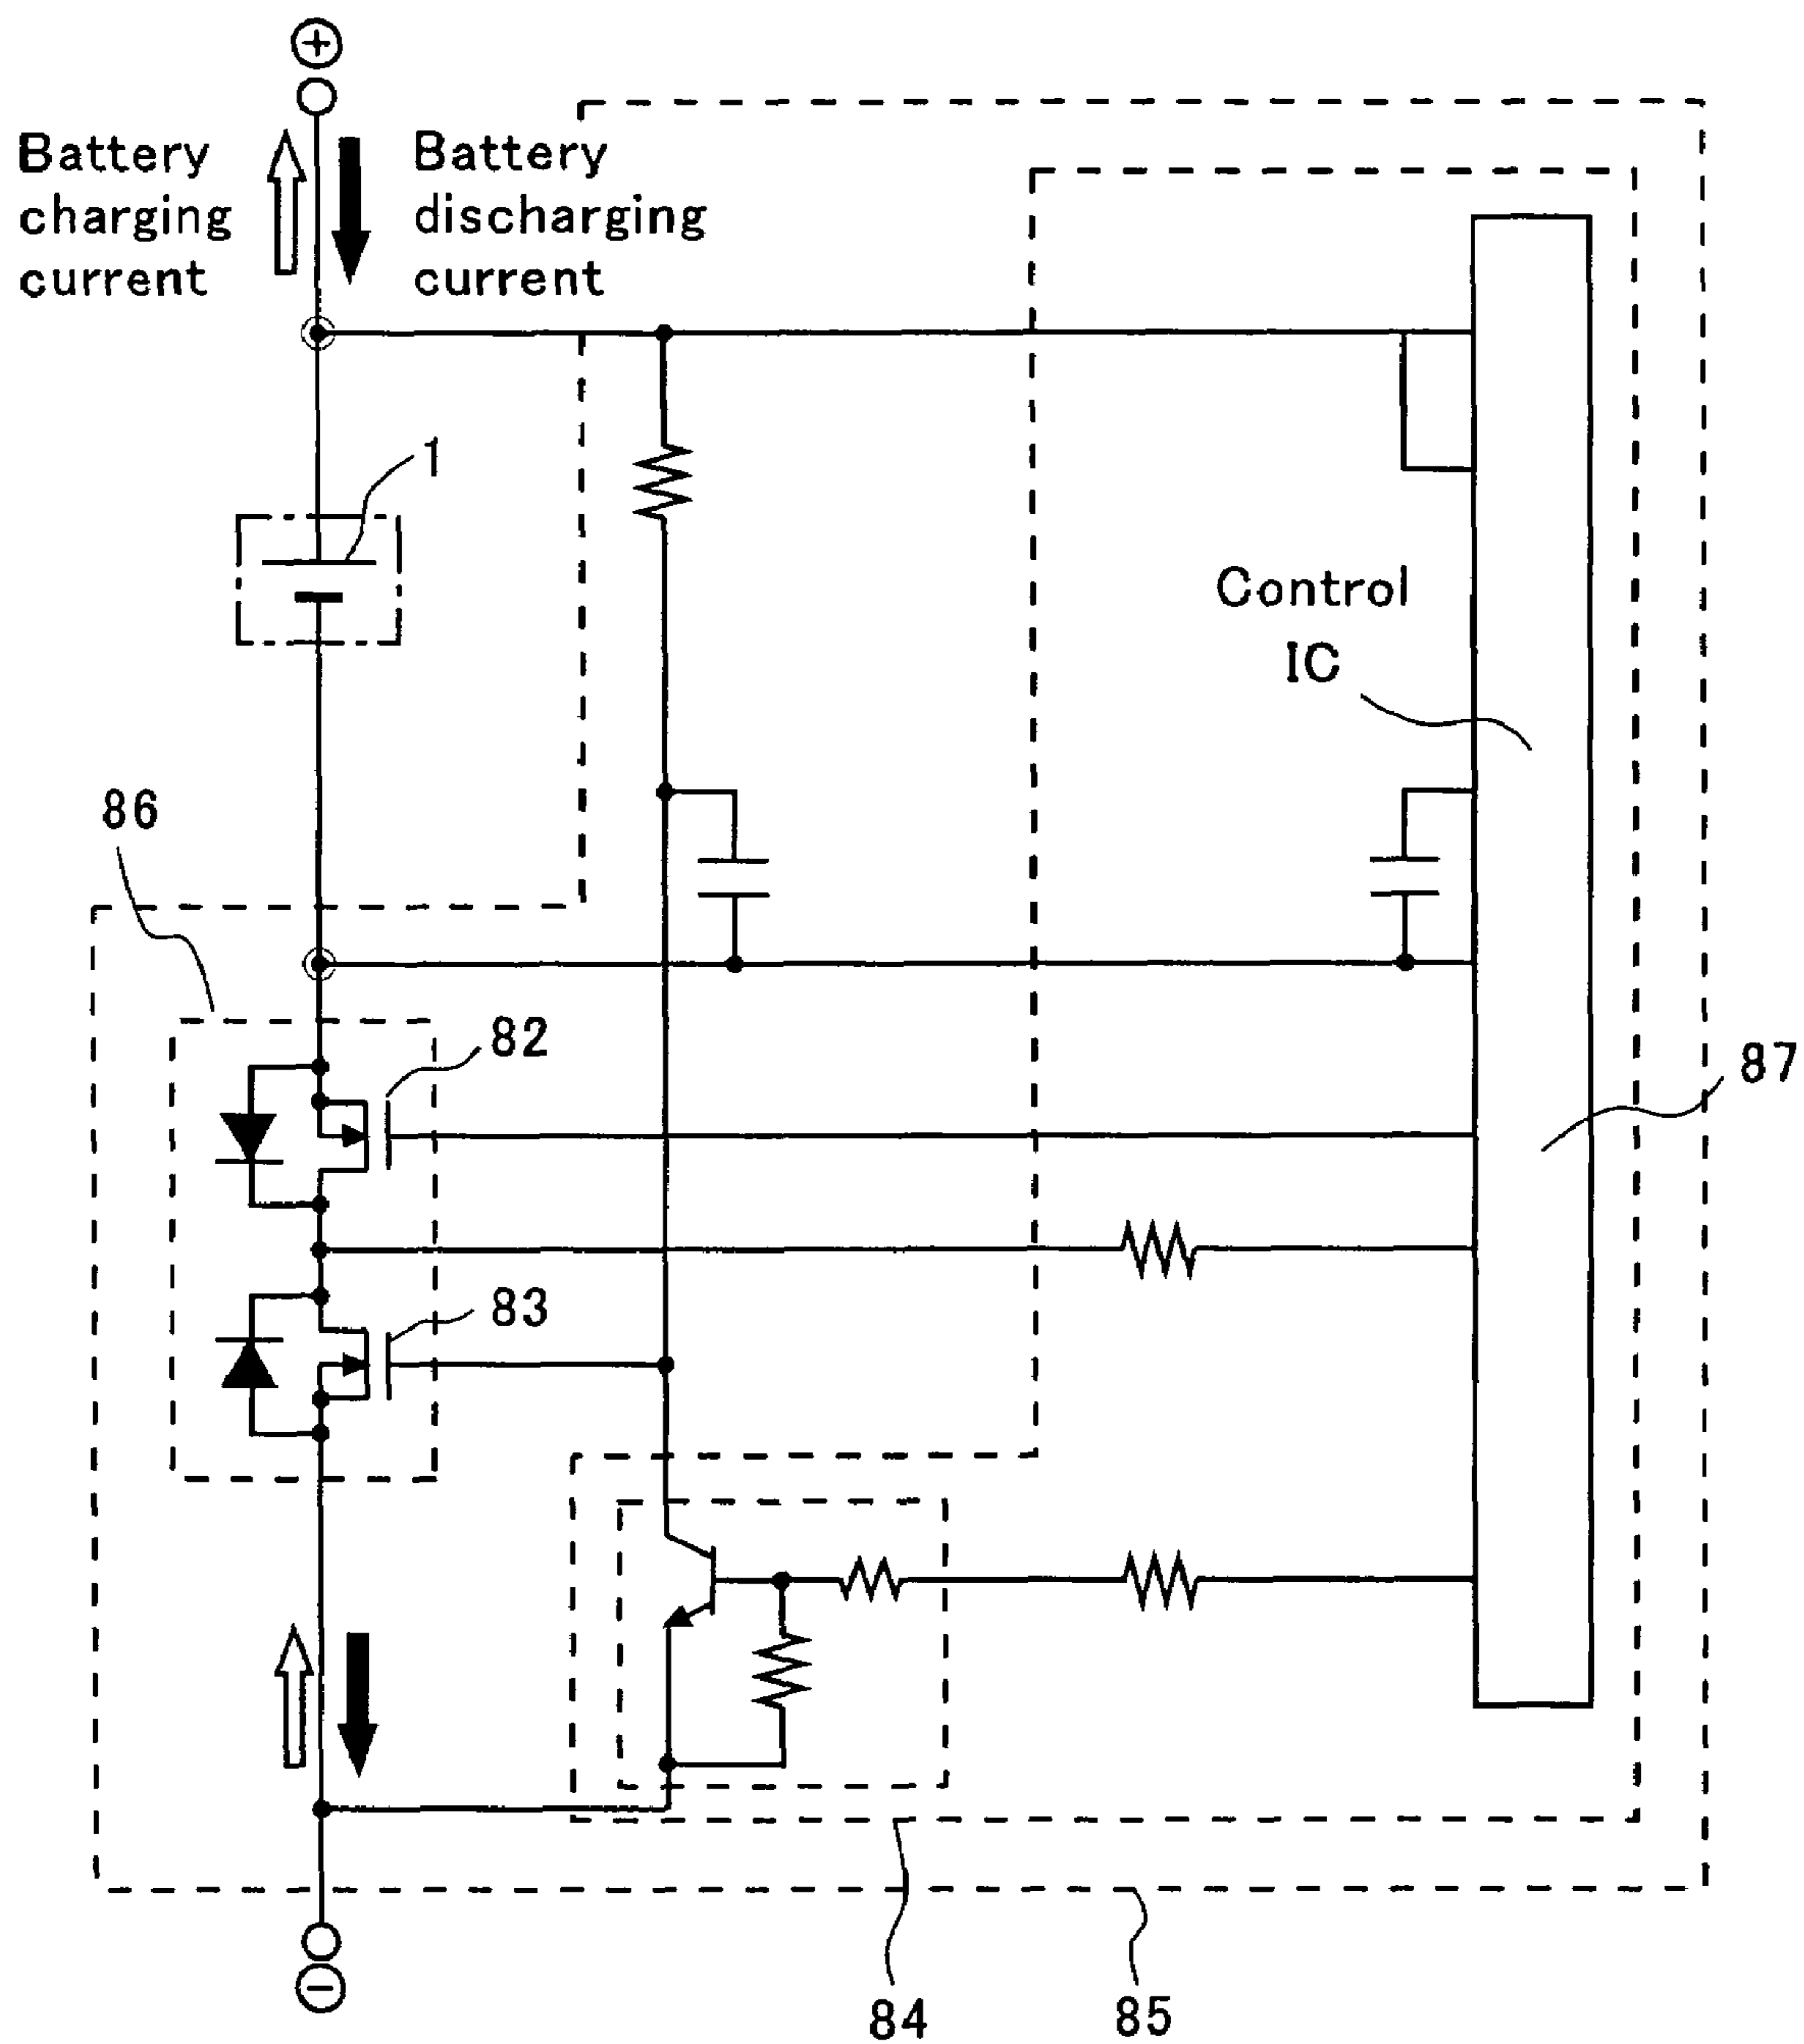 +
Battery
charging
current
Battery
discharging
current
1
Control
IC
86
82
87
83
84
85
−